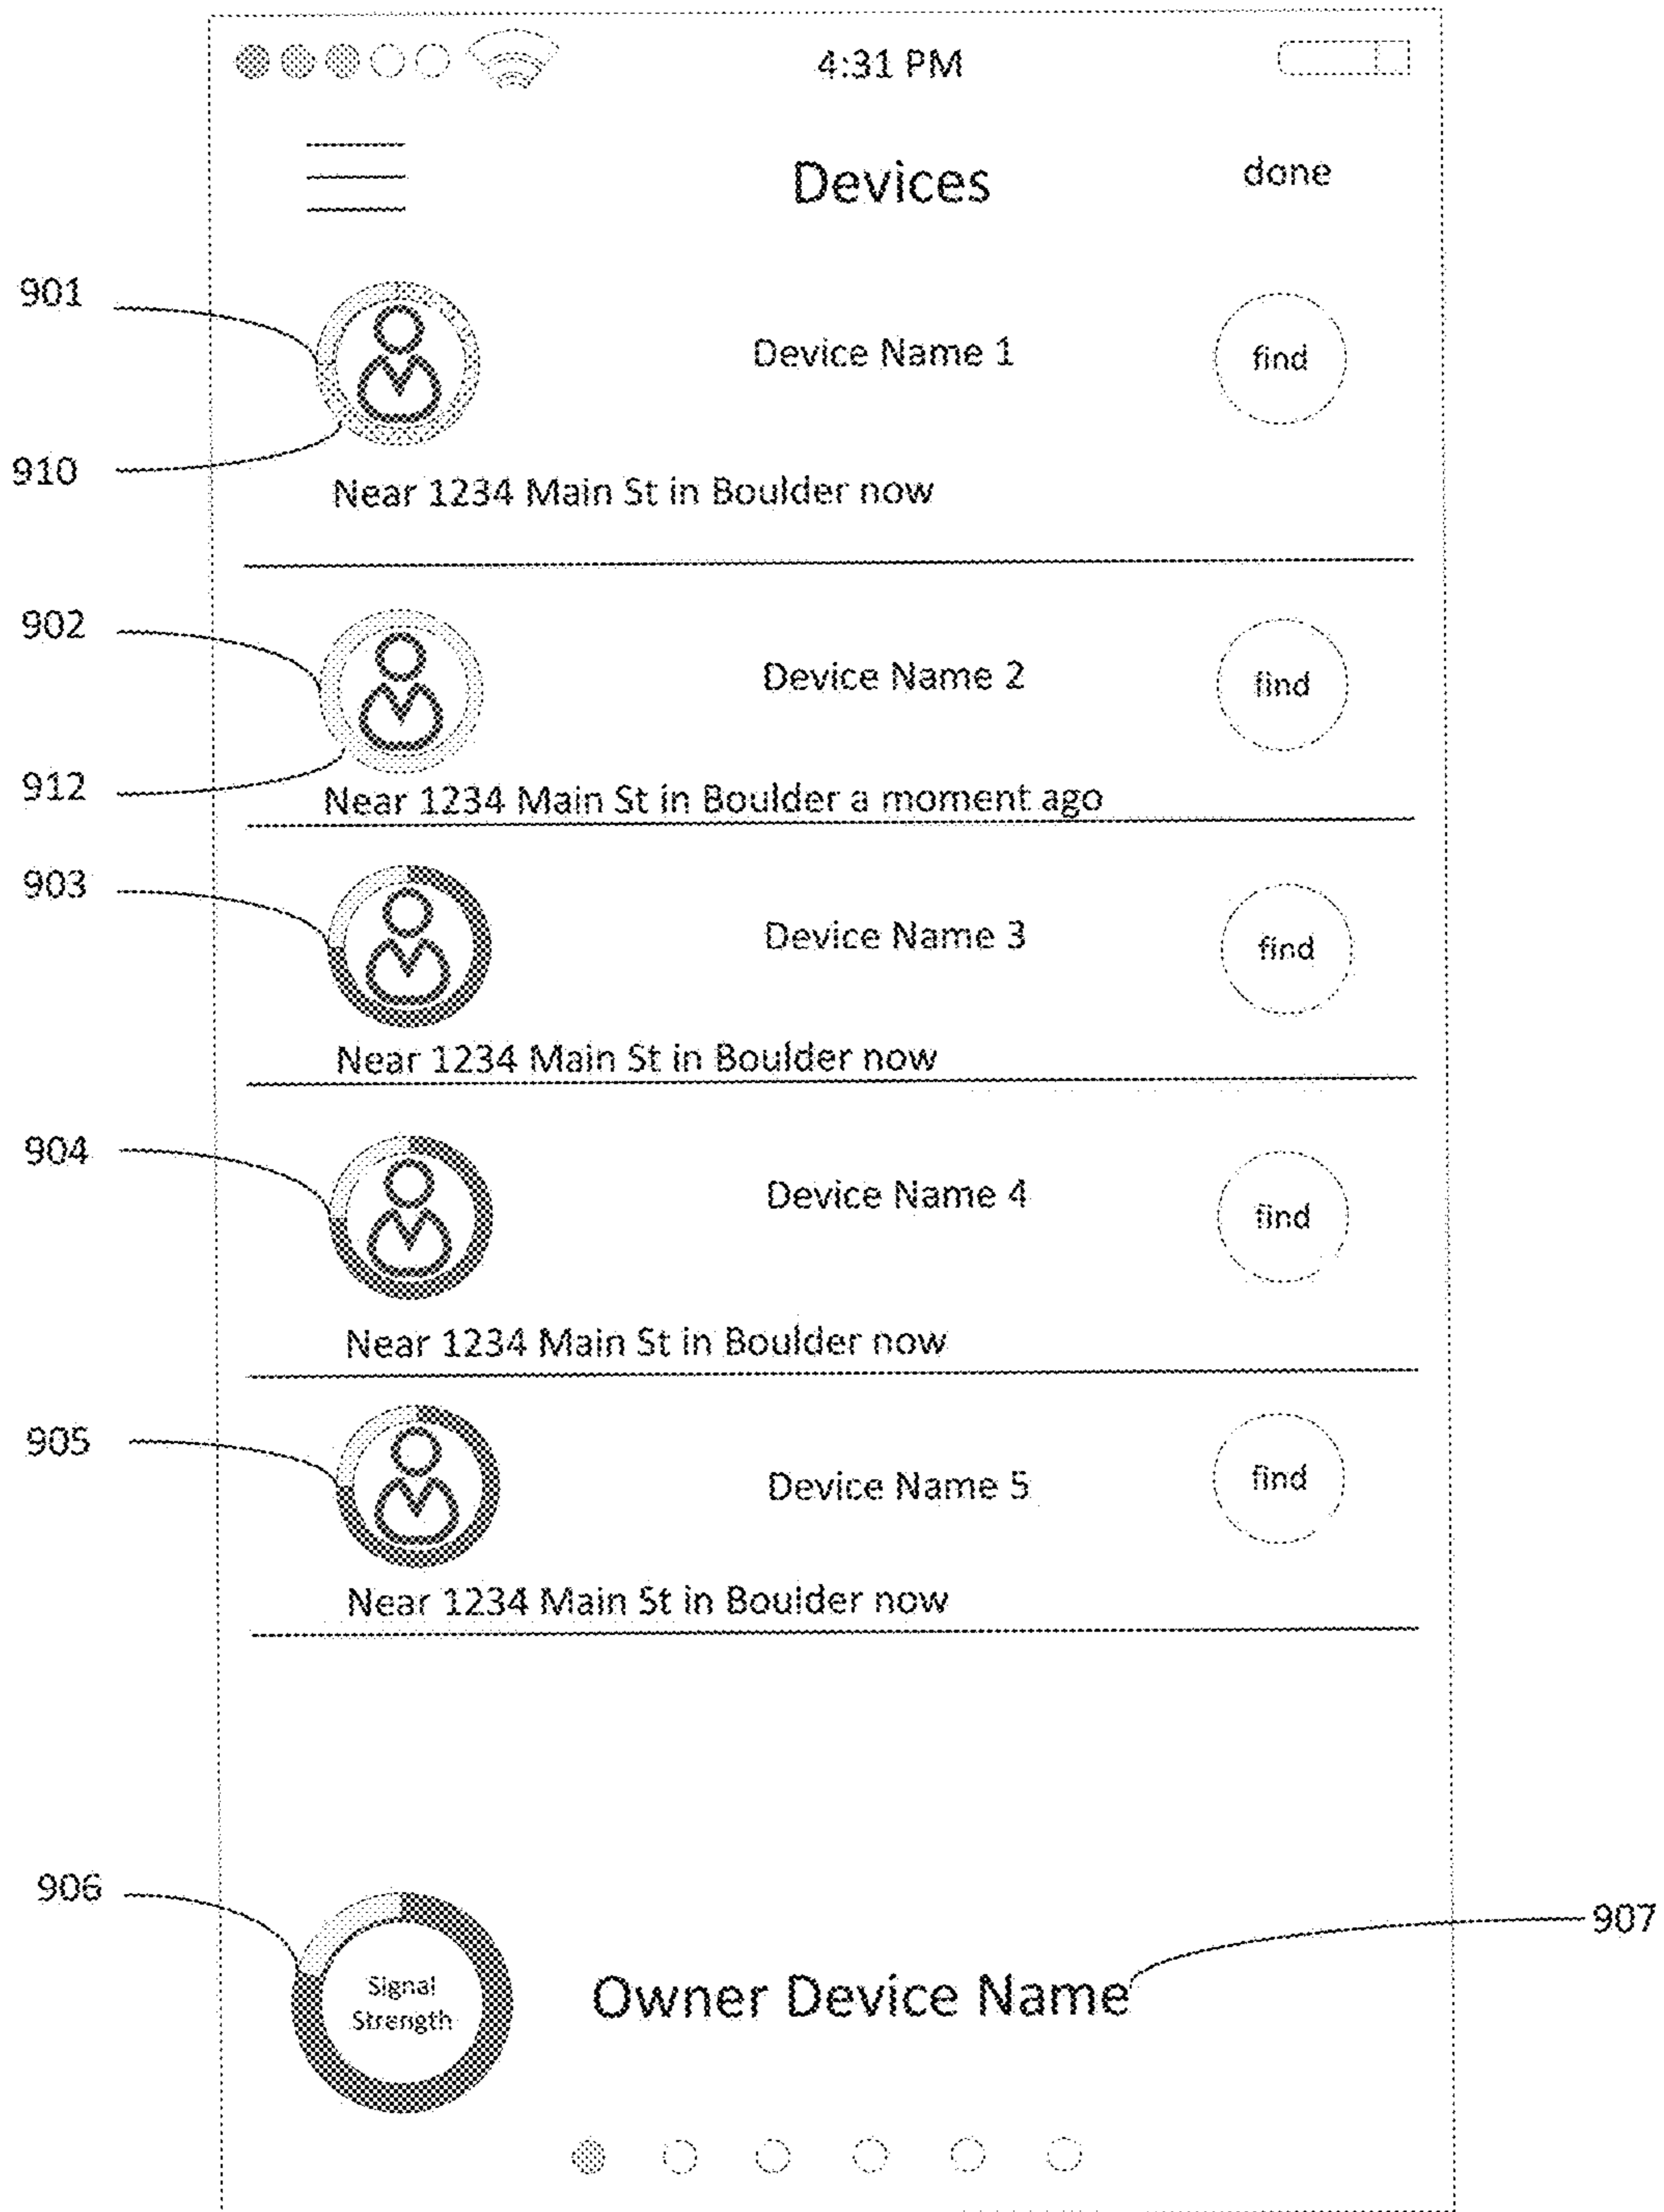 4:31 PM
Devices
done
901
Device Name 1
find
910
Near 1234 Main St in Boulder now
902
Device Name 2
find
912
Near 1234 Main St in Boulder a moment ago
903
Device Name 3
find
Near 1234 Main St in Boulder now
904
Device Name 4
find
Near 1234 Main St in Boulder now
905
Device Name 5
find
Near 1234 Main St in Boulder now
906
907
Signal
Strength
Owner Device Name